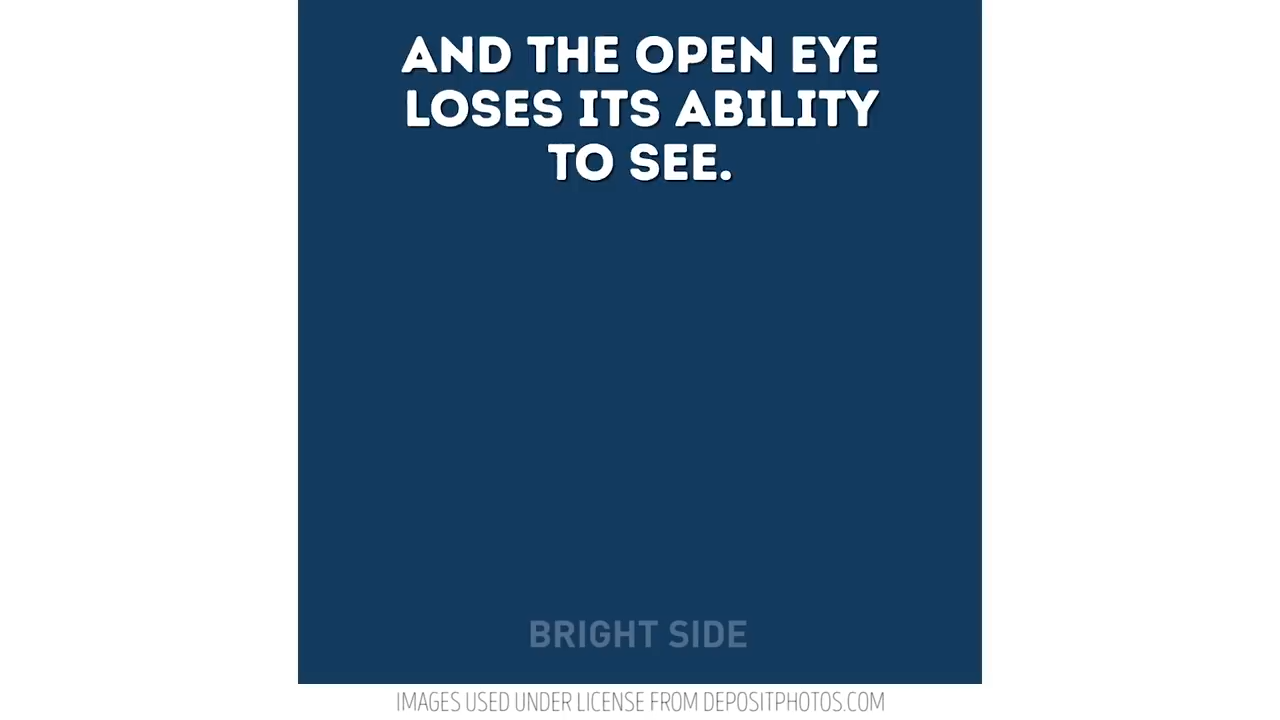 AND THE OPEN EYE
LOSES ITS ABILITY
TO SEE.
BRIGHT SIDE
IMAGES USED UNDER LICENSE FROM DEPOSITPHOTOS.COM